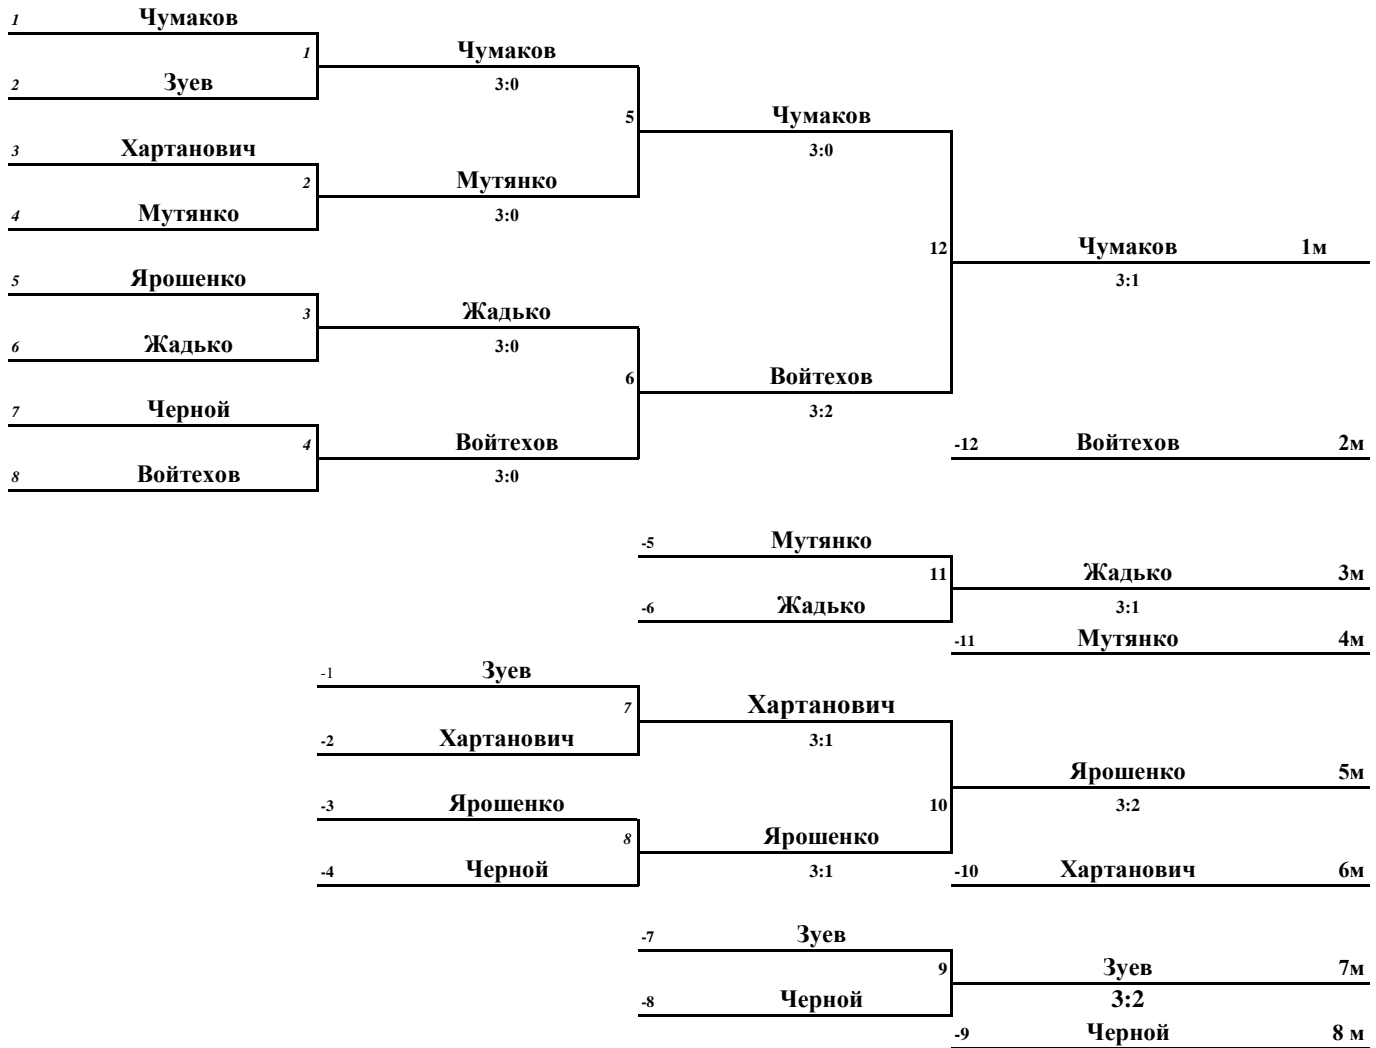 1 Чумаков
1 Чумаков
2 Зуев 3:0
5 Чумаков
3 Хартанович 3:0
2 Мутянко
4 Мутянко 3:0
12 Чумаков 1м
5 Ярошенко 3:1
3 Жадько
6 Жадько 3:0
6 Войтехов
7 Черной 3:2
4 Войтехов -12 Войтехов 2м
8 Войтехов 3:0
-5 Мутянко
11 Жадько 3м
-6 Жадько 3:1
-11 Мутянко 4м
-1 Зуев
7 Хартанович
-2 Хартанович 3:1
Ярошенко 5м
-3 Ярошенко 10 3:2
8 Ярошенко
-4 Черной 3:1 -10 Хартанович 6м
-7 Зуев
9 Зуев 7м
-8 Черной 3:2
-9 Черной 8 м